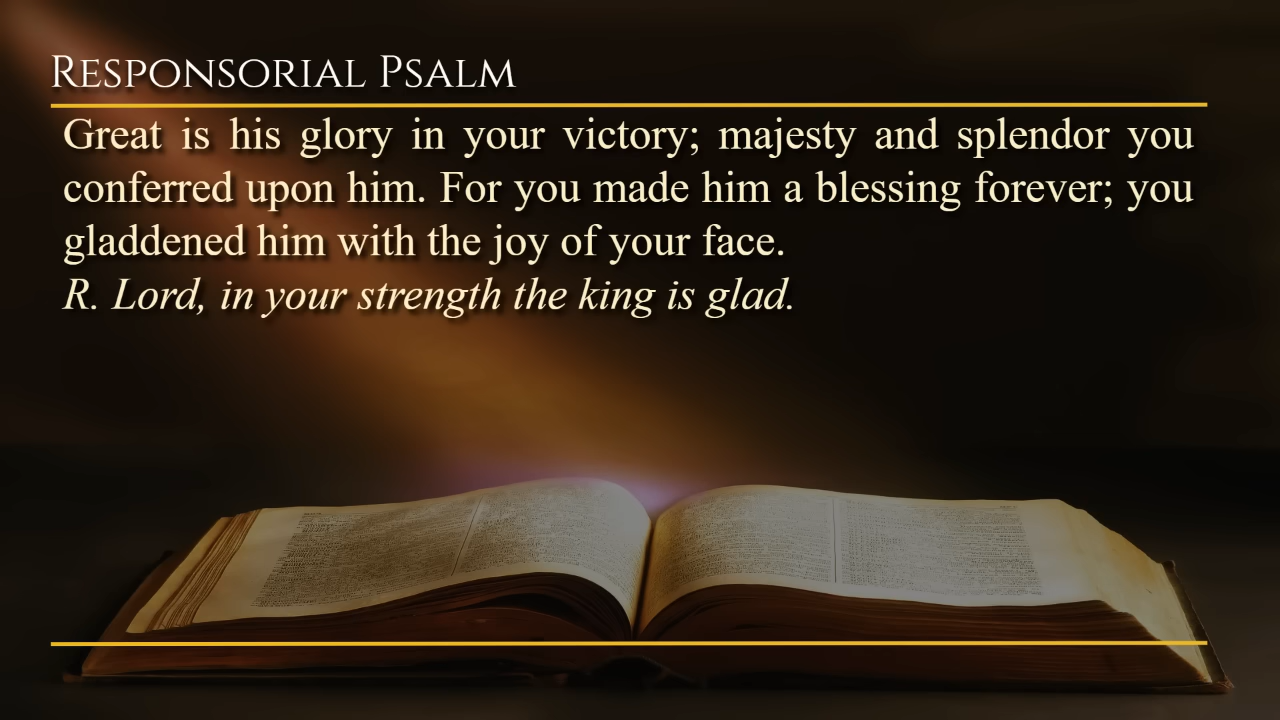 Responsorial Psalm
Great is his glory in your victory; majesty and splendor you
conferred upon him. For you made him a blessing forever; you
gladdened him with the joy of your face.
R. Lord, in your strength the king is glad.